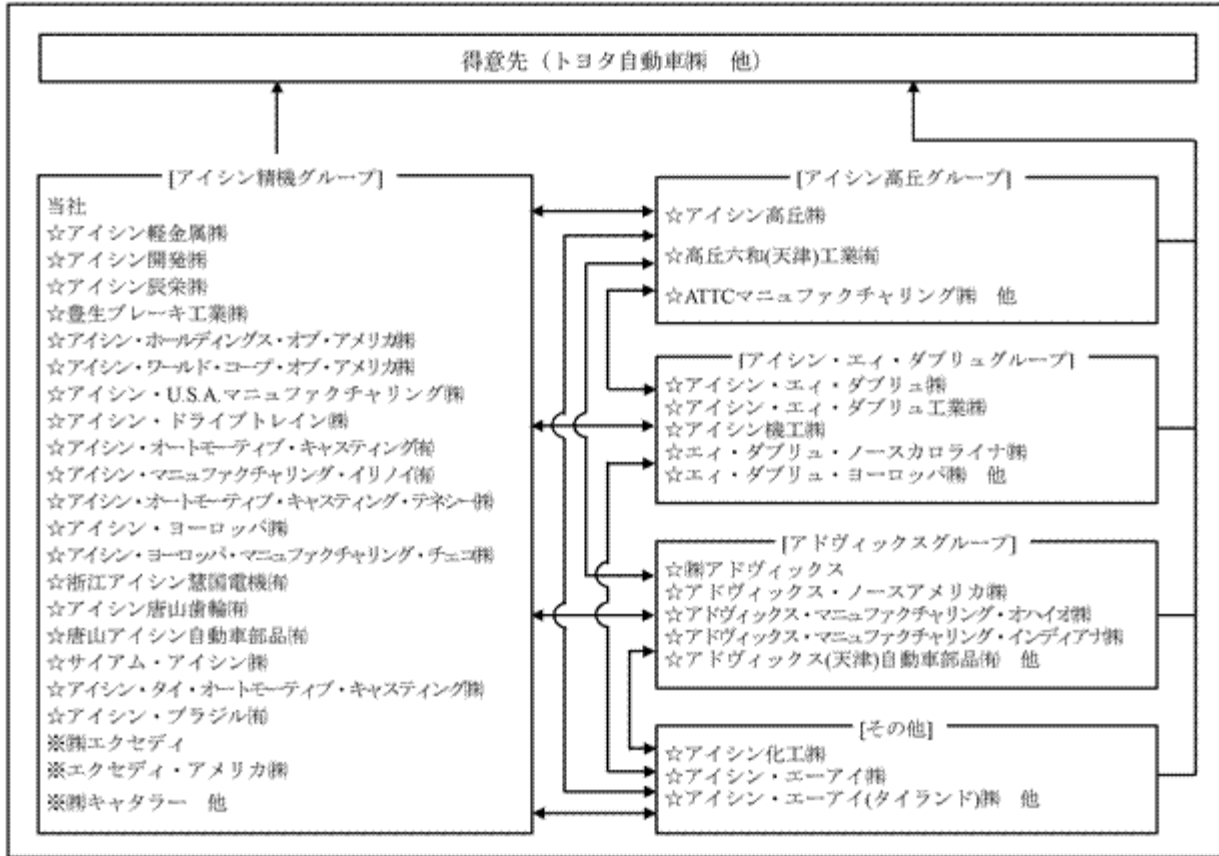 得意先（トヨタ自動車㈱　他）
[アイシン精機グループ]
当社
☆アイシン軽金属㈱
☆アイシン開発㈱
☆アイシン辰栄㈱
☆豊生ブレーキ工業㈱
☆アイシン・ホールディングス・オブ・アメリカ㈱
☆アイシン・ワールド・コープ・オブ・アメリカ㈱
☆アイシン・U.S.A.マニュファクチャリング㈱
☆アイシン・ドライブトレイン㈱
☆アイシン・オートモーティブ・キャスティング㈲
☆アイシン・マニュファクチャリング・イリノイ㈲
☆アイシン・オートモーティブ・キャスティング・テネシー㈱
☆アイシン・ヨーロッパ㈱
☆アイシン・ヨーロッパ・マニュファクチャリング・チェコ㈱
☆浙江アイシン慧国電機㈲
☆アイシン唐山歯輪㈲
☆唐山アイシン自動車部品㈲
☆サイアム・アイシン㈱
☆アイシン・タイ・オートモーティブ・キャスティング㈱
☆アイシン・ブラジル㈲
※㈱エクセディ
※エクセディ・アメリカ㈱
※㈱キャタラー　他
[アイシン高丘グループ]
☆アイシン高丘㈱
☆高丘六和(天津)工業㈲
☆ATTCマニュファクチャリング㈱　他
[アイシン・エィ・ダブリュグループ]
☆アイシン・エィ・ダブリュ㈱
☆アイシン・エィ・ダブリュ工業㈱
☆アイシン機工㈱
☆エィ・ダブリュ・ノースカロライナ㈱
☆エィ・ダブリュ・ヨーロッパ㈱　他
[アドヴィックスグループ]
☆㈱アドヴィックス
☆アドヴィックス・ノースアメリカ㈱
☆アドヴィックス・マニュファクチャリング・オハイオ㈱
☆アドヴィックス・マニュファクチャリング・インディアナ㈱
☆アドヴィックス(天津)自動車部品㈲　他
[その他]
☆アイシン化工㈱
☆アイシン・エーアイ㈱
☆アイシン・エーアイ(タイランド)㈱　他